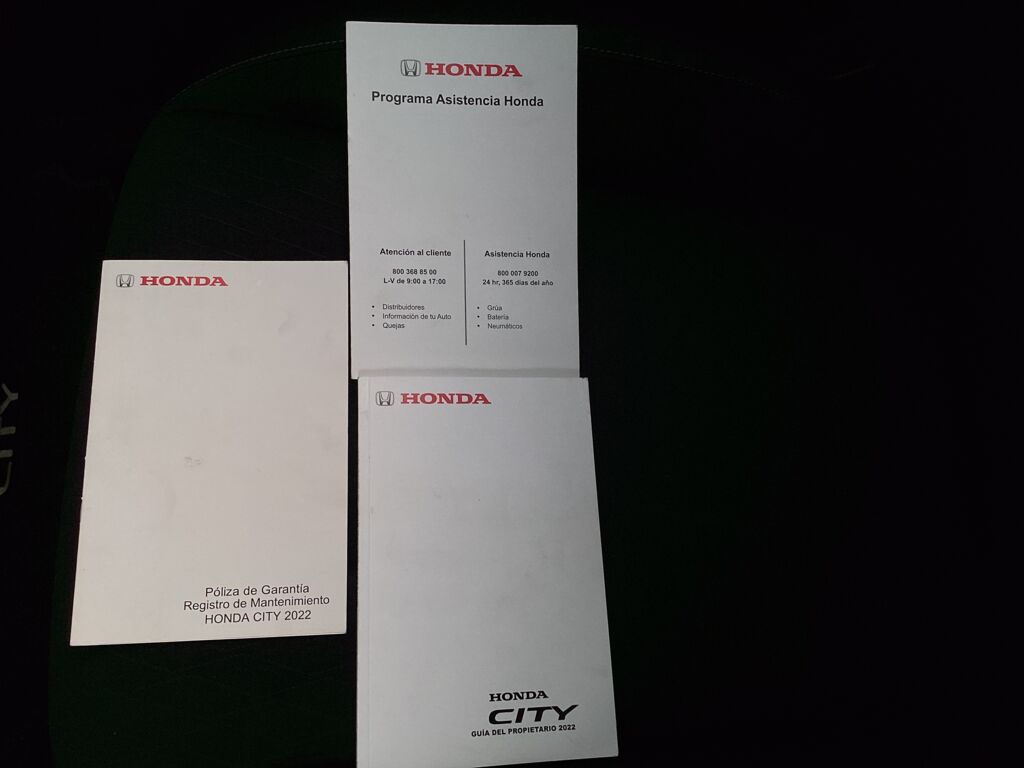 HONDA
Programa Asistencia Honda
Atención al cliente
800 368 85 00
L-V de 9:00 a 17:00
• Distribuidores
• Información de tu Auto
• Quejas
Asistencia Honda
800 007 9200
24 hr, 365 días del año
• Grúa
• Batería
• Neumáticos
HONDA
Póliza de Garantía
Registro de Mantenimiento
HONDA CITY 2022
HONDA
HONDA
CITY
GUÍA DEL PROPIETARIO 2022
CITY